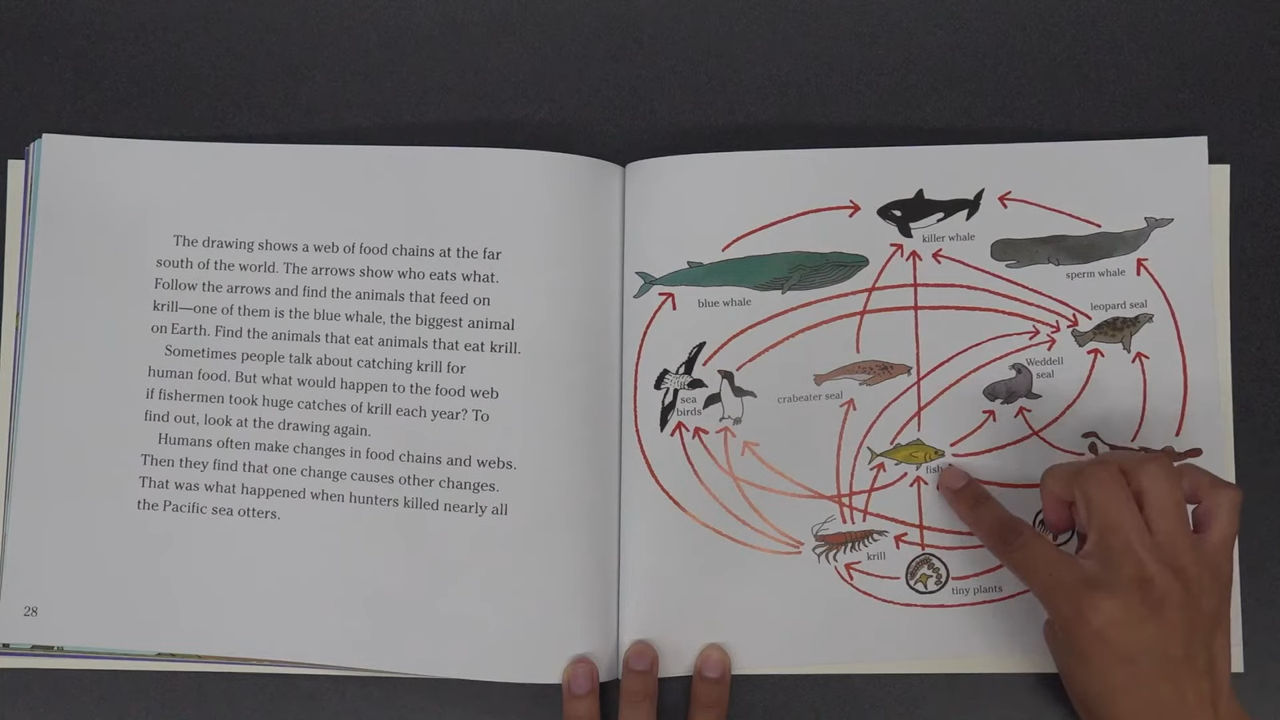 The drawing shows a web of food chains at the far
south of the world. The arrows show who eats what.
Follow the arrows and find the animals that feed on
krill—one of them is the blue whale, the biggest animal
on Earth. Find the animals that eat animals that eat krill.
Sometimes people talk about catching krill for
human food. But what would happen to the food web
if fishermen took huge catches of krill each year? To
find out, look at the drawing again.
Humans often make changes in food chains and webs.
Then they find that one change causes other changes.
That was what happened when hunters killed nearly all
the Pacific sea otters.
28
killer whale
sperm whale
blue whale
leopard seal
Weddell
seal
crabeater seal
sea
birds
fish
krill
tiny plants